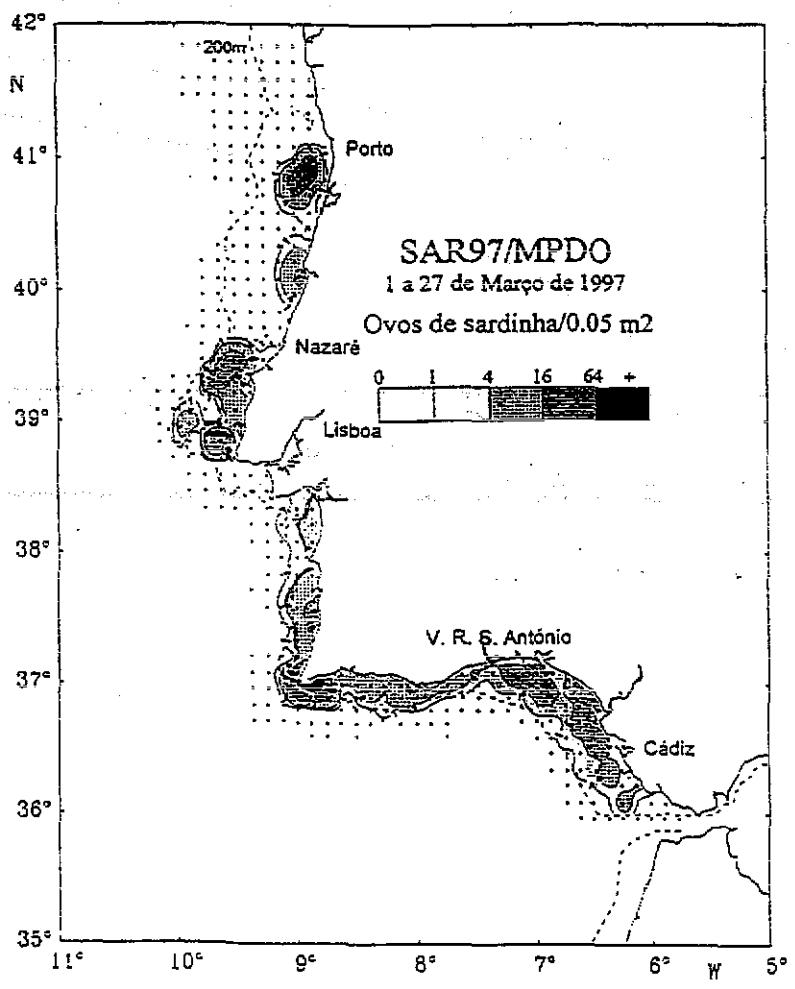 42°
200m
N
41°
Porto
SAR97/MPDO
1 a 27 de Março de 1997
40°
Ovos de sardinha/0.05 m2
Nazaré
0 1 4 16 64 +
39°
Lisboa
38°
V. R. S. António
37°
Cádiz
36°
35°
11° 10° 9° 8° 7° 6° W 5°